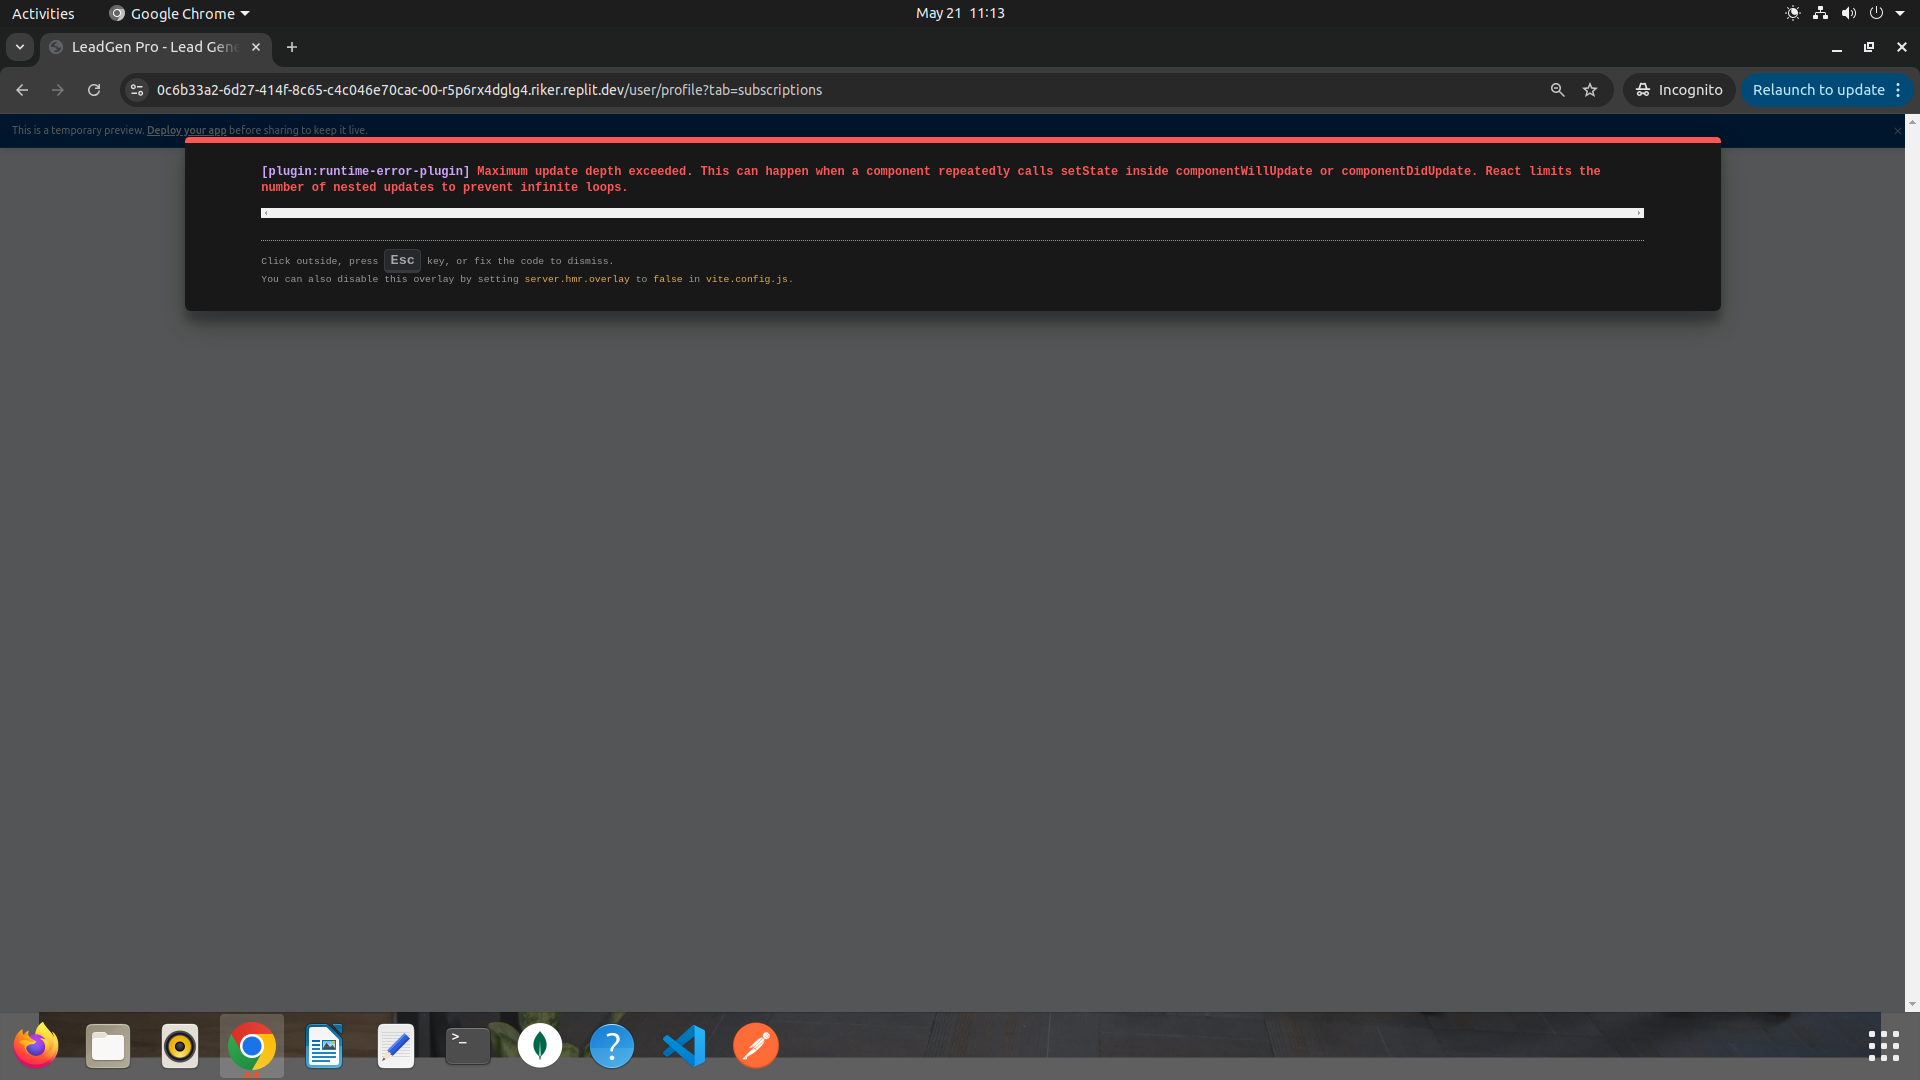 Activities
Google Chrome
May 21 11:13
LeadGen Pro - Lead Gene
0c6b33a2-6d27-414f-8c65-c4c046e70cac-00-r5p6rx4dglg4.riker.replit.dev/user/profile?tab=subscriptions
Incognito
Relaunch to update
This is a temporary preview. Deploy your app before sharing to keep it live.
[plugin:runtime-error-plugin] Maximum update depth exceeded. This can happen when a component repeatedly calls setState inside componentWillUpdate or componentDidUpdate. React limits the
number of nested updates to prevent infinite loops.
Click outside, press Esc key, or fix the code to dismiss.
You can also disable this overlay by setting server.hmr.overlay to false in vite.config.js.